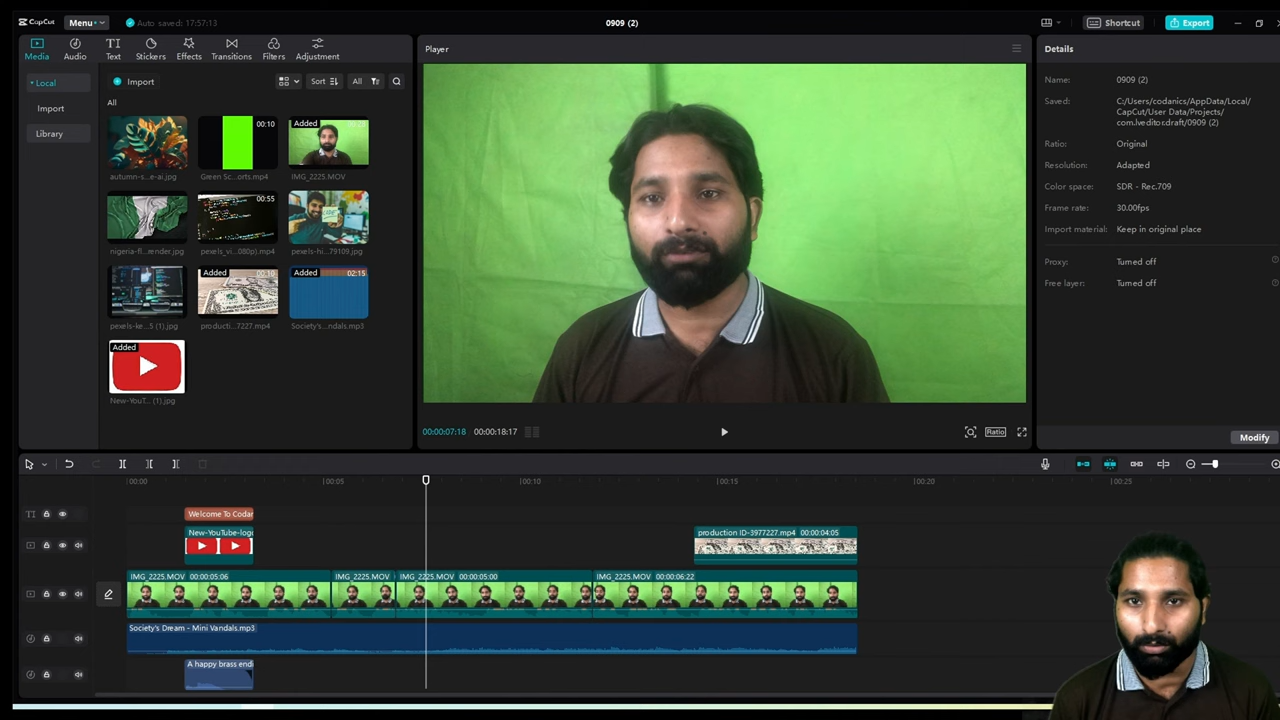 CapCut Menu Auto saved: 17:57:13 0909 (2) Shortcut Export
Media Audio Text Stickers Effects Transitions Filters Adjustment
Local
Import
Library
Import Sort All
All
00:10 Added
autumn-s...e-ai.jpg Green Sc...orts.mp4 IMG_2225.MOV
00:55
nigeria-fl...render.jpg pexels_vi...080p).mp4 pexels-hi...79109.jpg
Added 00:10 Added 02:15
pexels-ke...5 (1).jpg producti...7227.mp4 Society's...ndals.mp3
Added
New-YouT... (1).jpg
Player
00:00:07:18 00:00:18:17 Ratio
Details
Name: 0909 (2)
Saved: C:/Users/codanics/AppData/Local/
CapCut/User Data/Projects/
com.lveditor.draft/0909 (2)
Ratio: Original
Resolution: Adapted
Color space: SDR - Rec.709
Frame rate: 30.00fps
Import material: Keep in original place
Proxy: Turned off
Free layer: Turned off
Modify
00:00 00:05 00:10 00:15 00:20 00:25
TI Welcome To Codan
New-YouTube-logo production ID-3977227.mp4 00:00:04:05
IMG_2225.MOV 00:00:05:06 IMG_2225.MOV IMG_2225.MOV 00:00:05:00 IMG_2225.MOV 00:00:06:22
Society's Dream - Mini Vandals.mp3
A happy brass endi